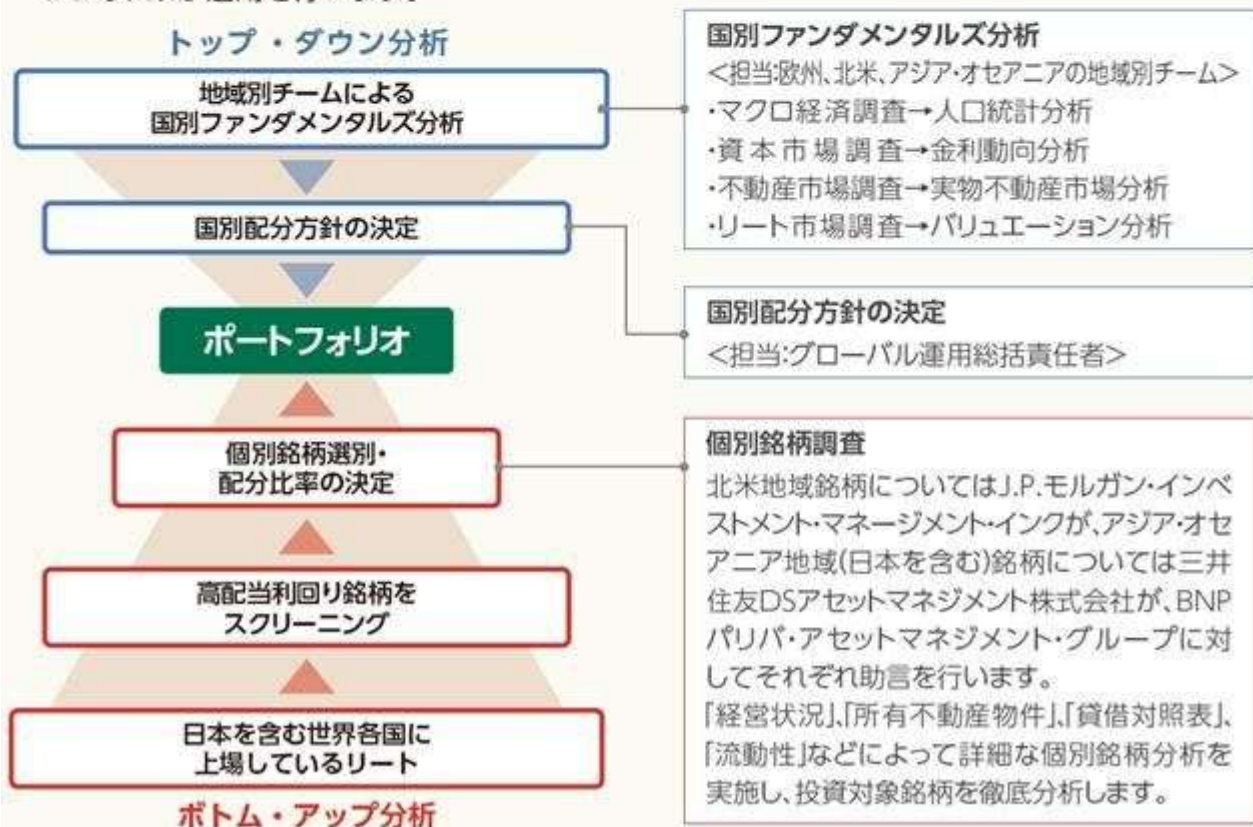 トップ・ダウン分析
地域別チームによる
国別ファンダメンタルズ分析
国別配分方針の決定
ポートフォリオ
個別銘柄選別・
配分比率の決定
高配当利回り銘柄を
スクリーニング
日本を含む世界各国に
上場しているリート
ボトム・アップ分析
国別ファンダメンタルズ分析
<担当:欧州、北米、アジア・オセアニアの地域別チーム>
・マクロ経済調査→人口統計分析
・資本市場調査→金利動向分析
・不動産市場調査→実物不動産市場分析
・リート市場調査→バリュエーション分析
国別配分方針の決定
<担当:グローバル運用総括責任者>
個別銘柄調査
北米地域銘柄についてはJ.P.モルガン・インベ
ストメント・マネージメント・インクが、アジア・オセ
アニア地域(日本を含む)銘柄については三井
住友DSアセットマネジメント株式会社が、BNP
パリバ・アセットマネジメント・グループに対
してそれぞれ助言を行います。
「経営状況」、「所有不動産物件」、「貸借対照表」、
「流動性」などによって詳細な個別銘柄分析を
実施し、投資対象銘柄を徹底分析します。